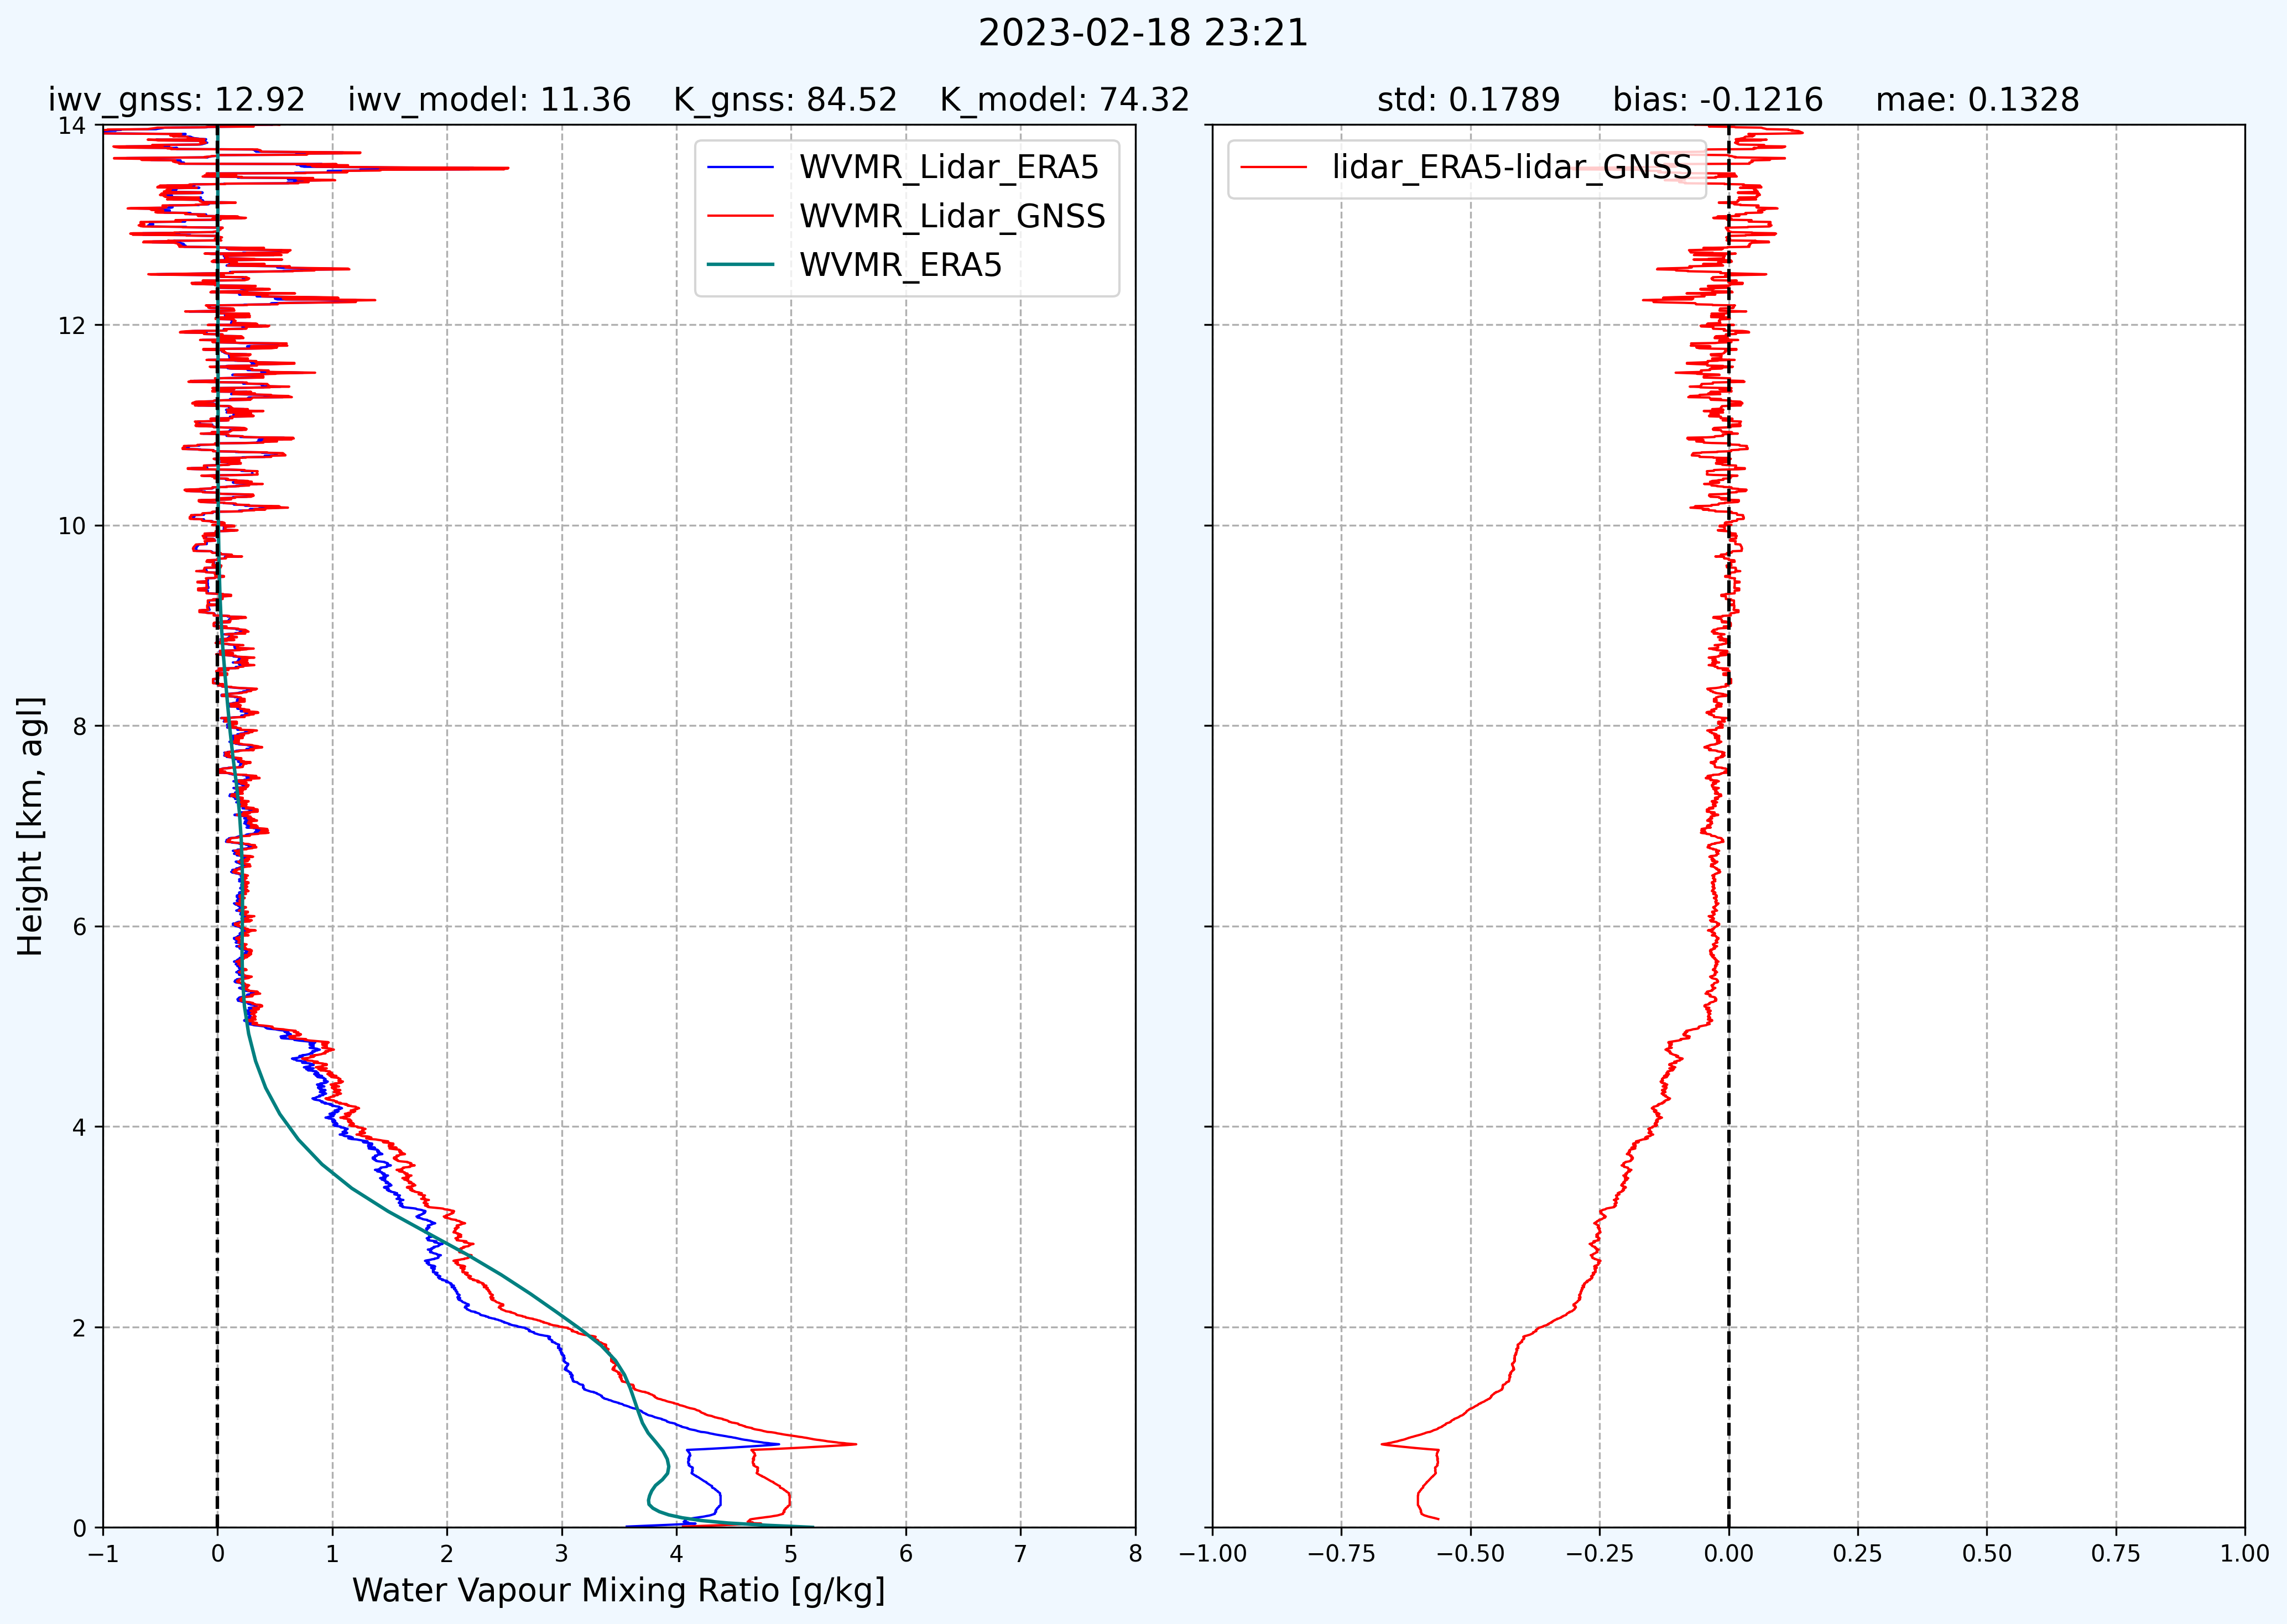 2023-02-18 23:21
iwv_gnss: 12.92 iwv_model: 11.36 K_gnss: 84.52 K_model: 74.32
std: 0.1789 bias: -0.1216 mae: 0.1328
WVMR_Lidar_ERA5
WVMR_Lidar_GNSS
WVMR_ERA5
lidar_ERA5-lidar_GNSS
Height [km, agl]
14
12
10
8
6
4
2
0
−1 0 1 2 3 4 5 6 7 8
Water Vapour Mixing Ratio [g/kg]
−1.00 −0.75 −0.50 −0.25 0.00 0.25 0.50 0.75 1.00